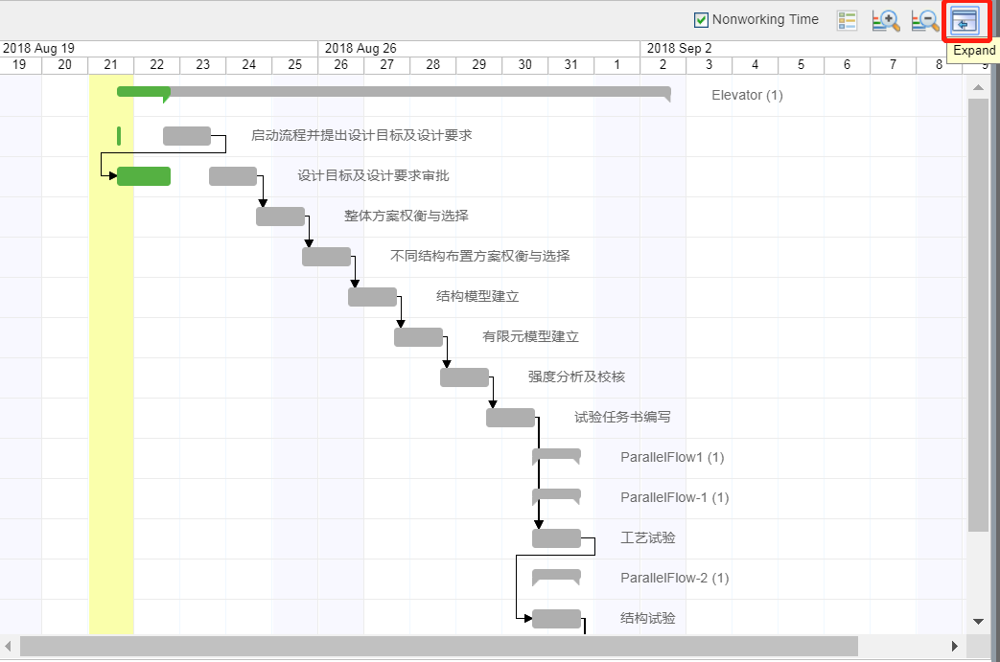 Nonworking Time
Expand
2018 Aug 19 2018 Aug 26 2018 Sep 2
19 20 21 22 23 24 25 26 27 28 29 30 31 1 2 3 4 5 6 7 8 9
Elevator (1)
启动流程并提出设计目标及设计要求
设计目标及设计要求审批
整体方案权衡与选择
不同结构布置方案权衡与选择
结构模型建立
有限元模型建立
强度分析及校核
试验任务书编写
ParallelFlow1 (1)
ParallelFlow-1 (1)
工艺试验
ParallelFlow-2 (1)
结构试验